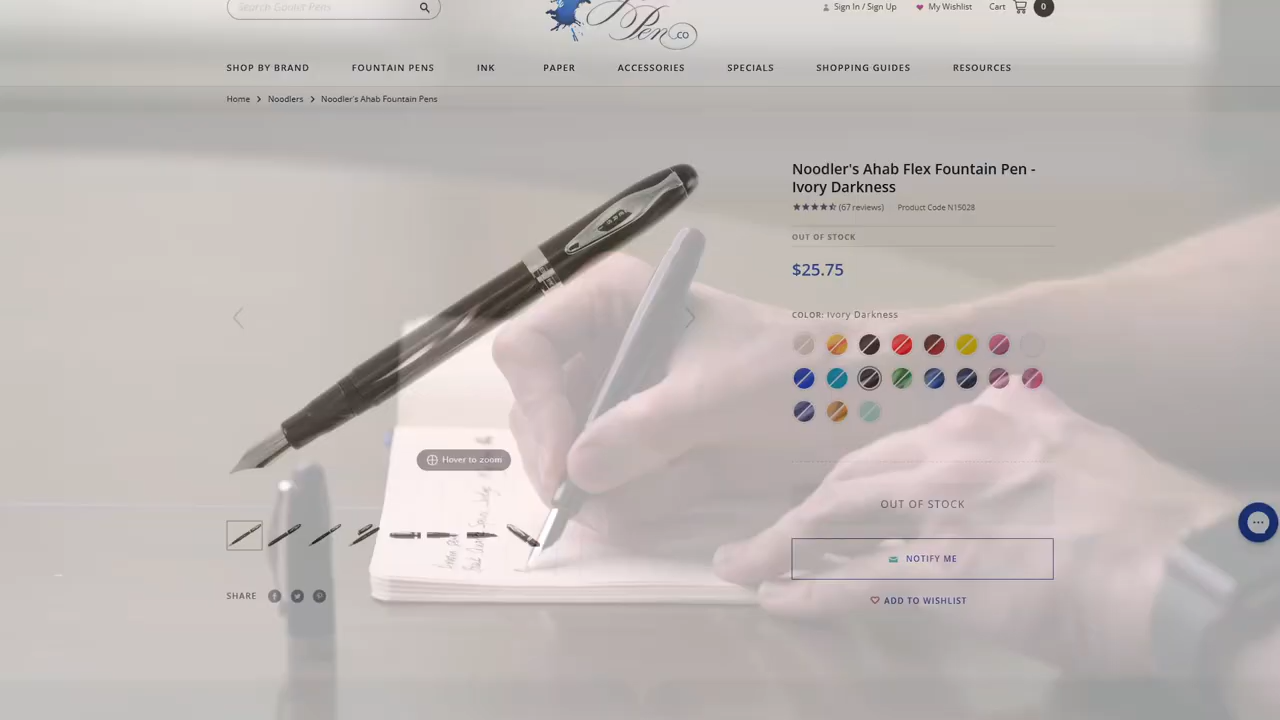 Search Goulet Pens
Pen
.co
Sign In / Sign Up
My Wishlist
Cart
0
SHOP BY BRAND
FOUNTAIN PENS
INK
PAPER
ACCESSORIES
SPECIALS
SHOPPING GUIDES
RESOURCES
Home > Noodlers > Noodler's Ahab Fountain Pens
Noodler's Ahab Flex Fountain Pen -
Ivory Darkness
(67 reviews)
Product Code N15028
OUT OF STOCK
$25.75
COLOR: Ivory Darkness
Hover to zoom
OUT OF STOCK
NOTIFY ME
SHARE
ADD TO WISHLIST